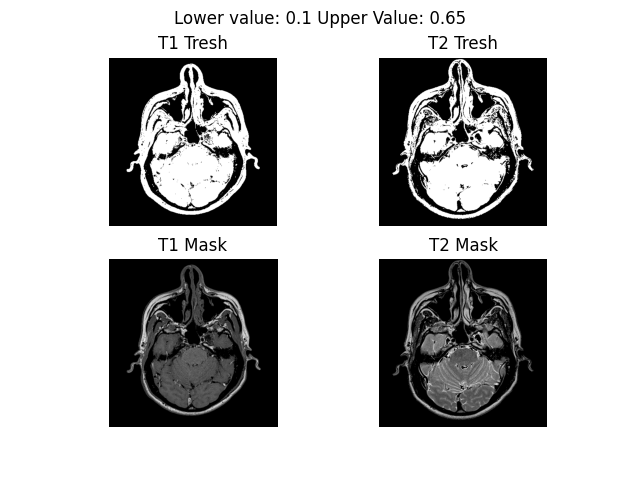 Lower value: 0.1 Upper Value: 0.65
T1 Tresh
T2 Tresh
T1 Mask
T2 Mask